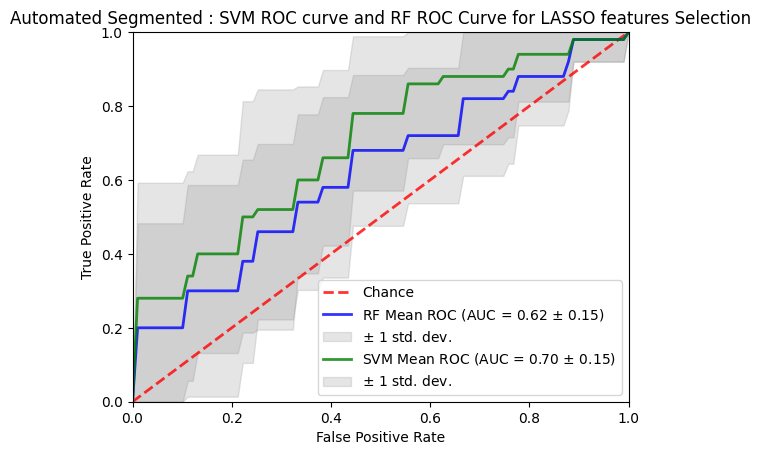 Automated Segmented : SVM ROC curve and RF ROC Curve for LASSO features Selection
1.0
0.8
0.6
0.4
0.2
0.0
True Positive Rate
Chance
RF Mean ROC (AUC = 0.62 ± 0.15)
± 1 std. dev.
SVM Mean ROC (AUC = 0.70 ± 0.15)
± 1 std. dev.
0.0 0.2 0.4 0.6 0.8 1.0
False Positive Rate